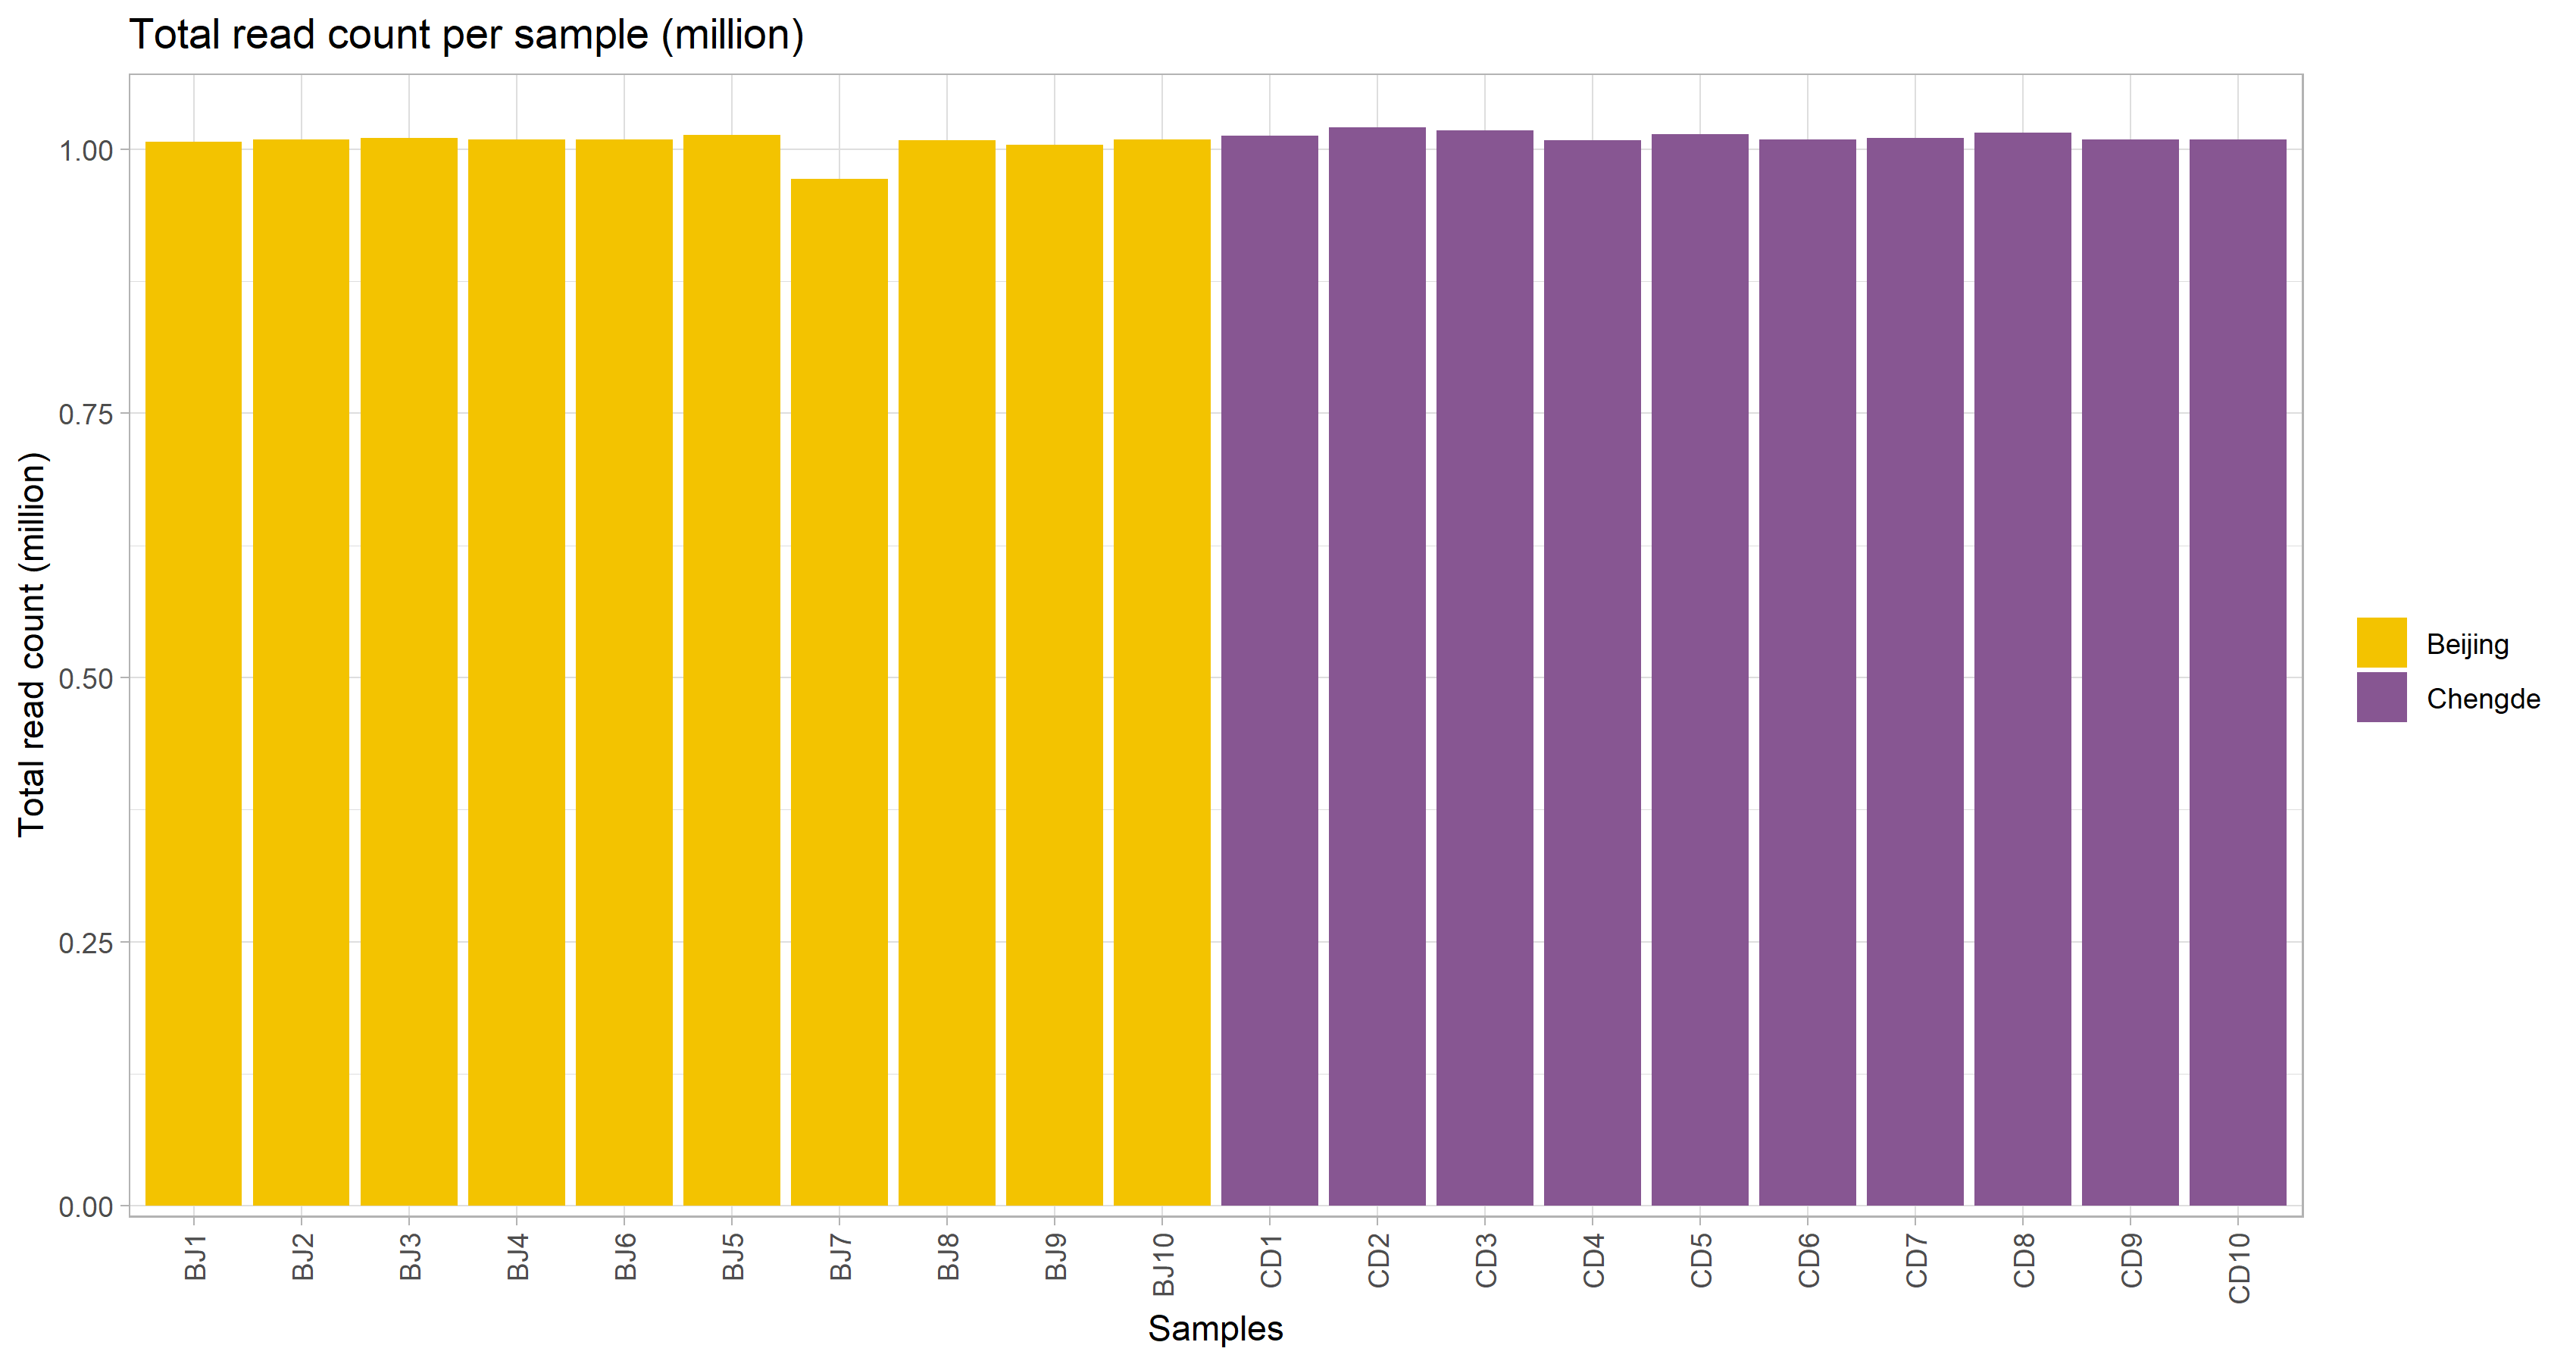 Total read count per sample (million)
Total read count (million)
1.00
0.75
0.50
0.25
0.00
BJ1
BJ2
BJ3
BJ4
BJ6
BJ5
BJ7
BJ8
BJ9
BJ10
CD1
CD2
CD3
CD4
CD5
CD6
CD7
CD8
CD9
CD10
Samples
Beijing
Chengde